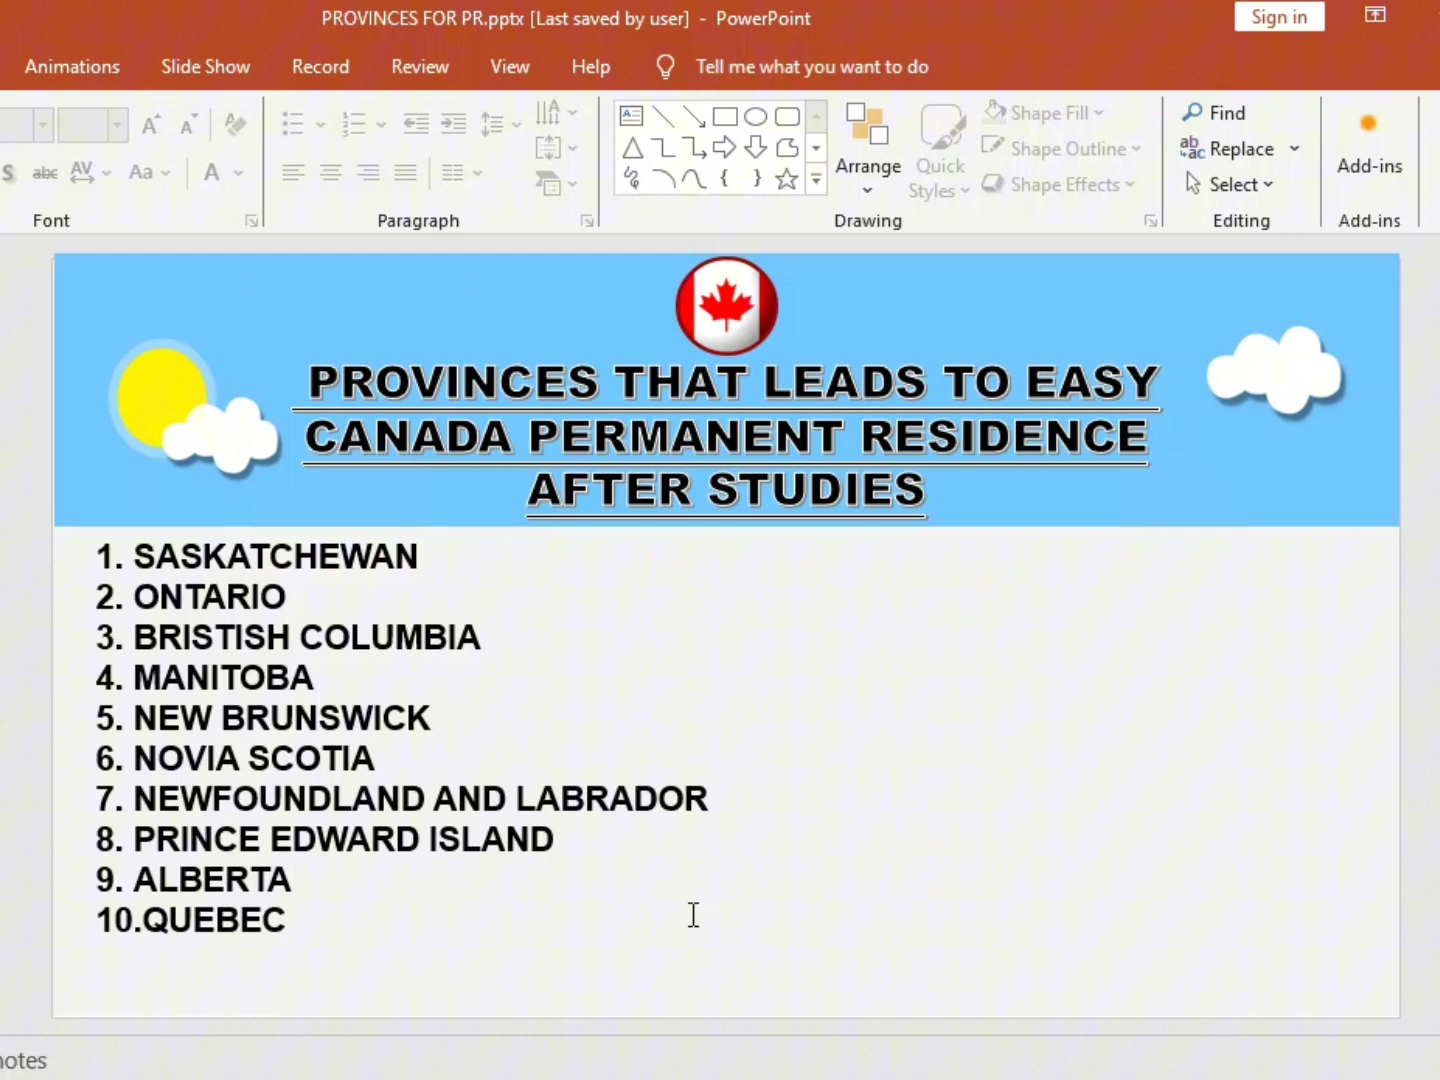 PROVINCES FOR PR.pptx [Last saved by user] - PowerPoint
Sign in
Animations Slide Show Record Review View Help Tell me what you want to do
Shape Fill
Find
Shape Outline
Replace
S abc AV Aa A
Arrange Quick Styles
Add-ins
Shape Effects
Select
Font Paragraph Drawing Editing Add-ins
PROVINCES THAT LEADS TO EASY
CANADA PERMANENT RESIDENCE
AFTER STUDIES
1. SASKATCHEWAN
2. ONTARIO
3. BRISTISH COLUMBIA
4. MANITOBA
5. NEW BRUNSWICK
6. NOVIA SCOTIA
7. NEWFOUNDLAND AND LABRADOR
8. PRINCE EDWARD ISLAND
9. ALBERTA
10.QUEBEC
notes